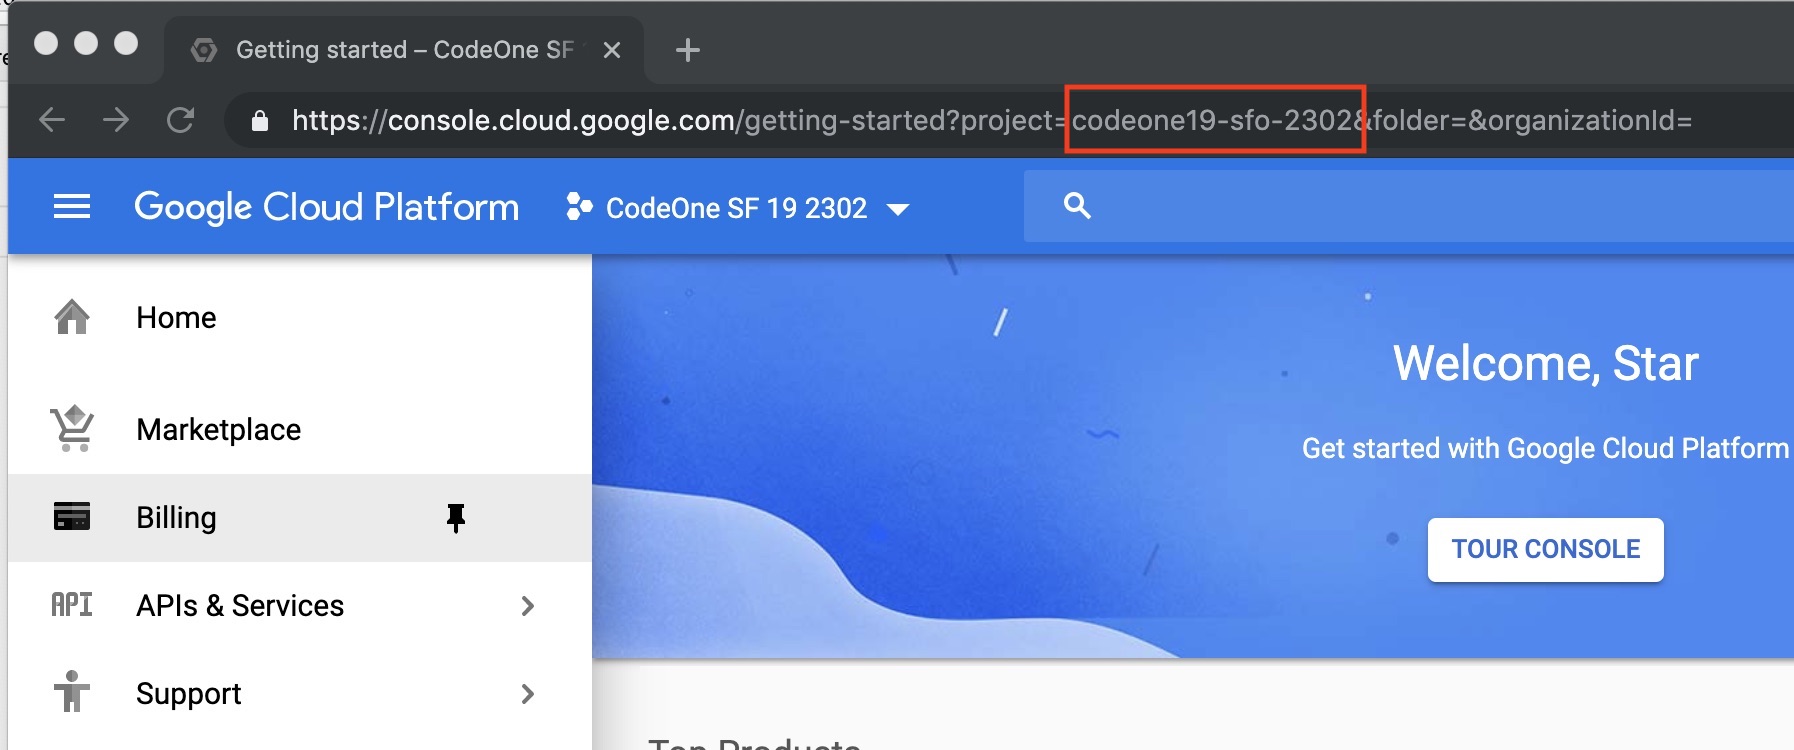 Getting started – CodeOne SF
https://console.cloud.google.com/getting-started?project=codeone19-sfo-2302&folder=&organizationId=
Google Cloud Platform
CodeOne SF 19 2302
Home
Marketplace
Billing
API
APIs & Services
Support
Welcome, Star
Get started with Google Cloud Platform
TOUR CONSOLE
Top Products